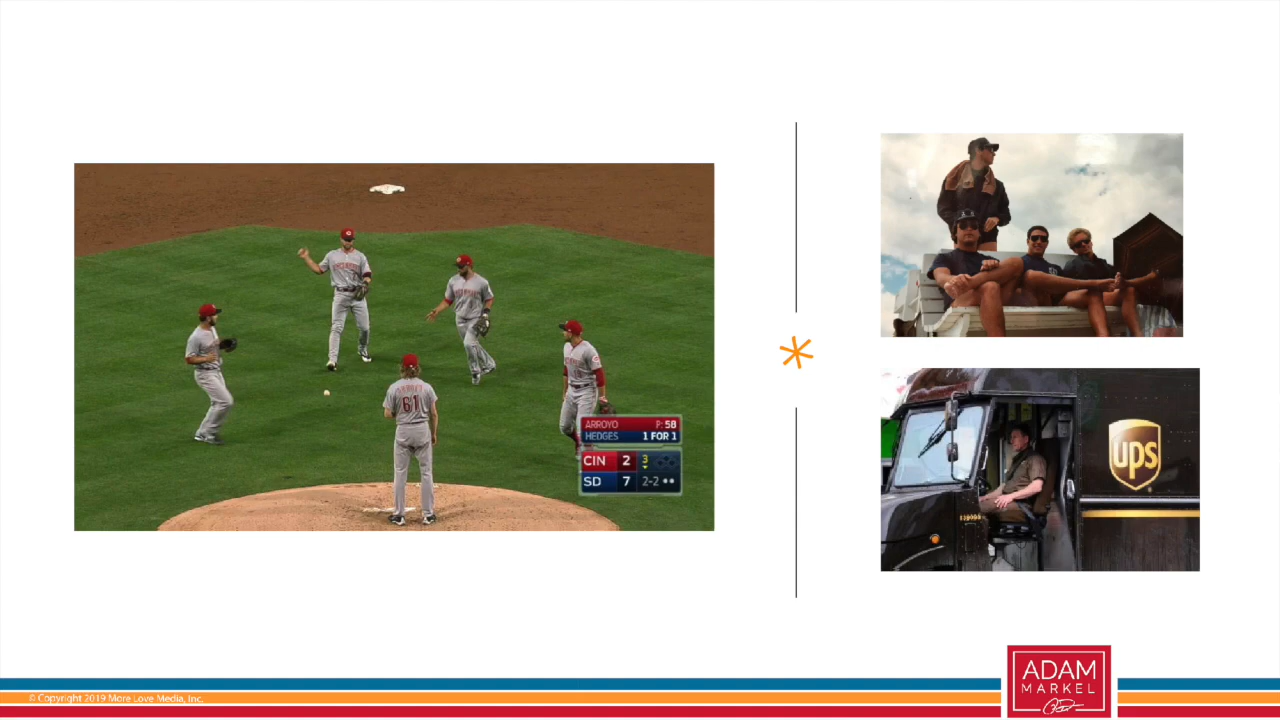 61
ARROYO P: 58
HEDGES 1 FOR 1
CIN 2 3
SD 7 2-2
ups
© Copyright 2019 More Love Media, Inc.
ADAM
MARKEL